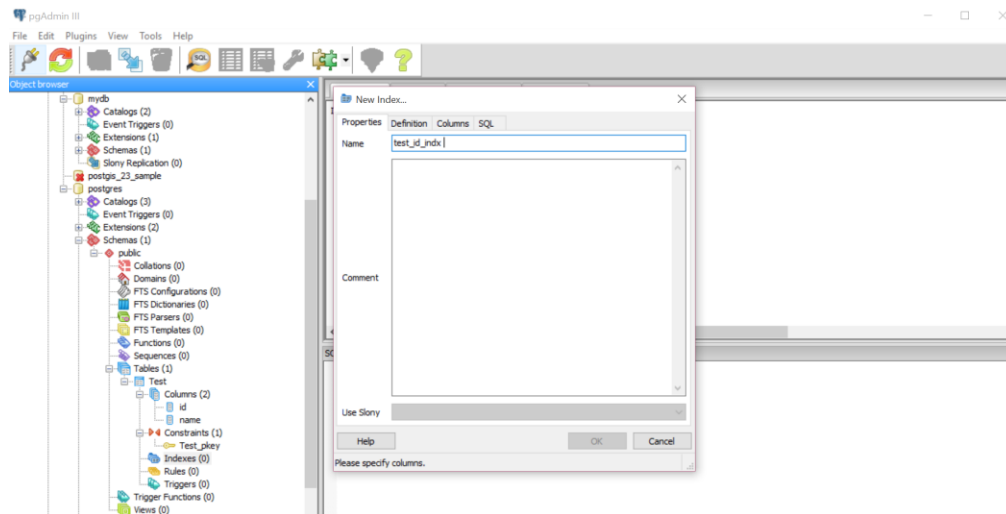 pgAdmin III
File Edit Plugins View Tools Help
SQL
Object browser
mydb
Catalogs (2)
Event Triggers (0)
Extensions (1)
Schemas (1)
Slony Replication (0)
postgis_23_sample
postgres
Catalogs (3)
Event Triggers (0)
Extensions (2)
Schemas (1)
public
Collations (0)
Domains (0)
FTS Configurations (0)
FTS Dictionaries (0)
FTS Parsers (0)
FTS Templates (0)
Functions (0)
Sequences (0)
Tables (1)
Test
Columns (2)
id
name
Constraints (1)
Test_pkey
Indexes (0)
Rules (0)
Triggers (0)
Trigger Functions (0)
Views (0)
New Index...
Properties Definition Columns SQL
Name test_id_indx
Comment
Use Slony
Help OK Cancel
Please specify columns.